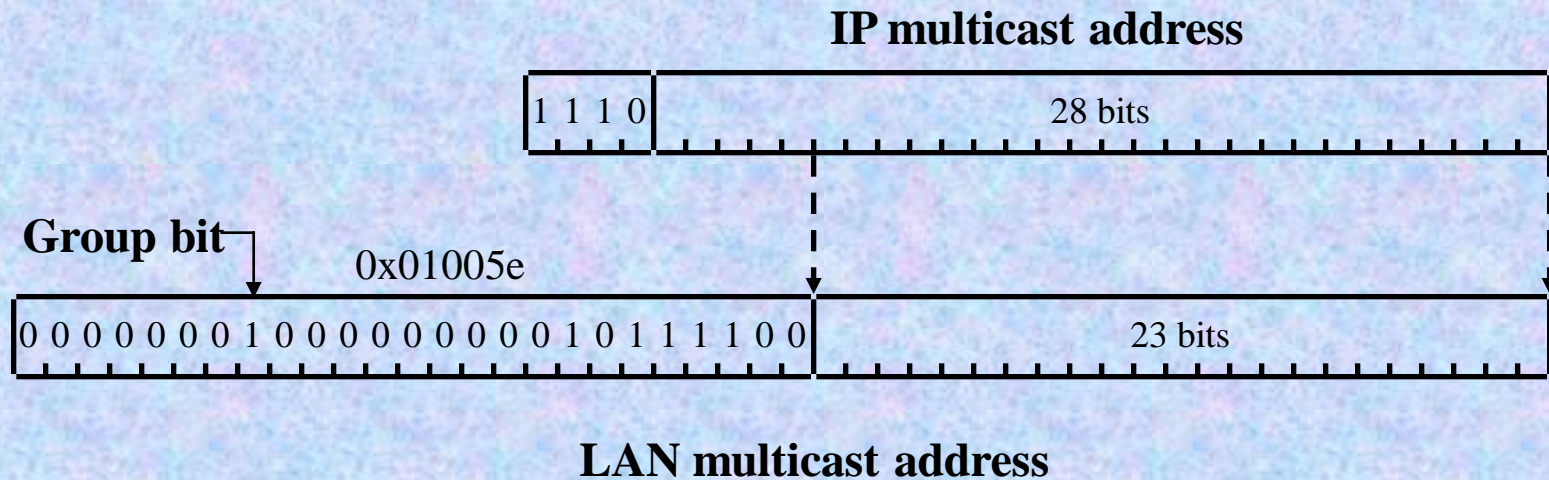 IP multicast address
1 1 1 0 28 bits
Group bit
0x01005e
0 0 0 0 0 0 0 1 0 0 0 0 0 0 0 0 0 1 0 1 1 1 1 0 0 23 bits
LAN multicast address